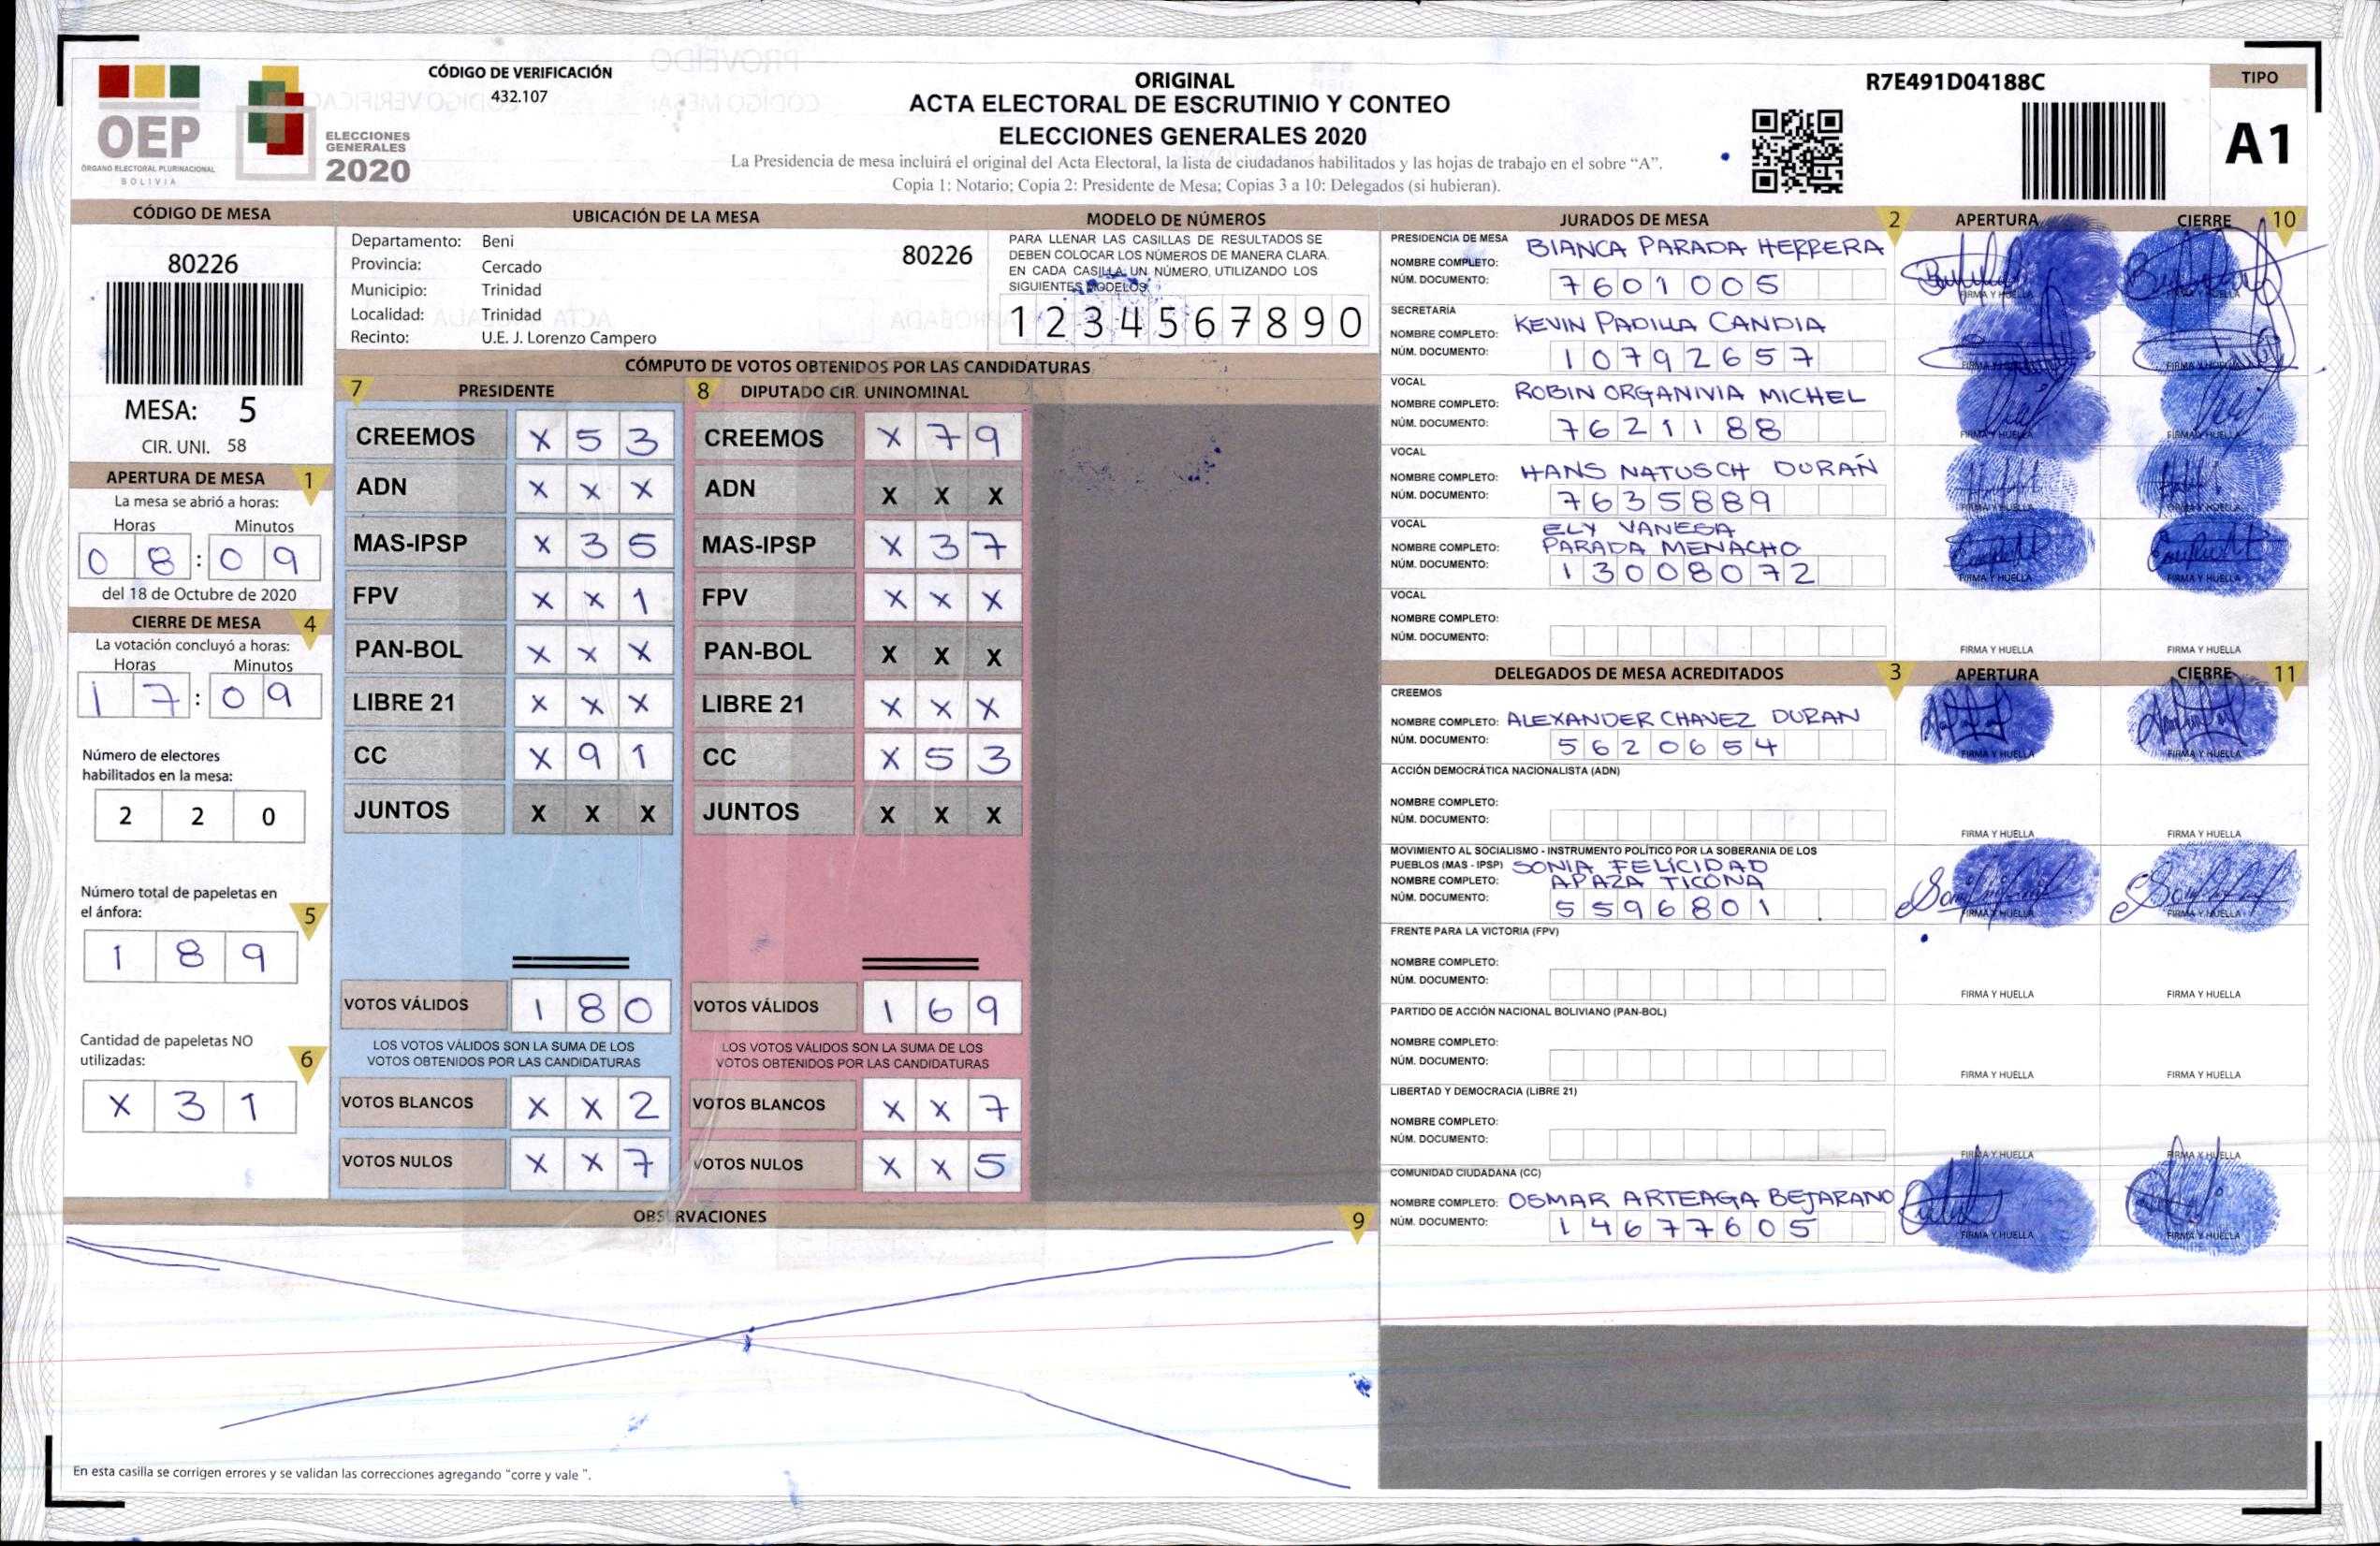 OEP
ÓRGANO ELECTORAL PLURINACIONAL
BOLIVIA
ELECCIONES
GENERALES
2020
CÓDIGO DE VERIFICACIÓN
432.107
ORIGINAL
ACTA ELECTORAL DE ESCRUTINIO Y CONTEO
ELECCIONES GENERALES 2020
La Presidencia de mesa incluirá el original del Acta Electoral, la lista de ciudadanos habilitados y las hojas de trabajo en el sobre “A”.
Copia 1: Notario; Copia 2: Presidente de Mesa; Copias 3 a 10: Delegados (si hubieran).
R7E491D04188C
TIPO
A1
CÓDIGO DE MESA
80226
MESA: 5
CIR. UNI. 58
APERTURA DE MESA 1
La mesa se abrió a horas:
Horas Minutos
0 8 : 0 9
del 18 de Octubre de 2020
CIERRE DE MESA 4
La votación concluyó a horas:
Horas Minutos
1 7 : 0 9
Número de electores
habilitados en la mesa:
2 2 0
Número total de papeletas en
el ánfora: 5
1 8 9
Cantidad de papeletas NO
utilizadas: 6
X 3 1
UBICACIÓN DE LA MESA
Departamento: Beni 80226
Provincia: Cercado
Municipio: Trinidad
Localidad: Trinidad
Recinto: U.E. J. Lorenzo Campero
MODELO DE NÚMEROS
PARA LLENAR LAS CASILLAS DE RESULTADOS SE
DEBEN COLOCAR LOS NÚMEROS DE MANERA CLARA.
EN CADA CASILLA UN NÚMERO, UTILIZANDO LOS
SIGUIENTES MODELOS
1 2 3 4 5 6 7 8 9 0
CÓMPUTO DE VOTOS OBTENIDOS POR LAS CANDIDATURAS
7 PRESIDENTE 8 DIPUTADO CIR. UNINOMINAL
CREEMOS X 5 3 CREEMOS X 7 9
ADN X X X ADN X X X
MAS-IPSP X 3 5 MAS-IPSP X 3 7
FPV X X 1 FPV X X X
PAN-BOL X X X PAN-BOL X X X
LIBRE 21 X X X LIBRE 21 X X X
CC X 9 1 CC X 5 3
JUNTOS X X X JUNTOS X X X
VOTOS VÁLIDOS 1 8 0 VOTOS VÁLIDOS 1 6 9
LOS VOTOS VÁLIDOS SON LA SUMA DE LOS LOS VOTOS VÁLIDOS SON LA SUMA DE LOS
VOTOS OBTENIDOS POR LAS CANDIDATURAS VOTOS OBTENIDOS POR LAS CANDIDATURAS
VOTOS BLANCOS X X 2 VOTOS BLANCOS X X 7
VOTOS NULOS X X 7 VOTOS NULOS X X 5
OBSERVACIONES 9
En esta casilla se corrigen errores y se validan las correcciones agregando “corre y vale ”.
JURADOS DE MESA 2 APERTURA CIERRE 10
PRESIDENCIA DE MESA
NOMBRE COMPLETO: BIANCA PARADA HERRERA
NÚM. DOCUMENTO: 7601005
FIRMA Y HUELLA FIRMA Y HUELLA
SECRETARIA
NOMBRE COMPLETO: KEVIN PADILLA CANDIA
NÚM. DOCUMENTO: 10792657
FIRMA Y HUELLA FIRMA Y HUELLA
VOCAL
NOMBRE COMPLETO: ROBIN ORGANIVIA MICHEL
NÚM. DOCUMENTO: 7621188
FIRMA Y HUELLA FIRMA Y HUELLA
VOCAL
NOMBRE COMPLETO: HANS NATUSCH DURAN
NÚM. DOCUMENTO: 7635889
FIRMA Y HUELLA FIRMA Y HUELLA
VOCAL ELY VANESA
NOMBRE COMPLETO: PARADA MENACHO
NÚM. DOCUMENTO: 13008072
FIRMA Y HUELLA FIRMA Y HUELLA
VOCAL
NOMBRE COMPLETO:
NÚM. DOCUMENTO:
FIRMA Y HUELLA FIRMA Y HUELLA
DELEGADOS DE MESA ACREDITADOS 3 APERTURA CIERRE 11
CREEMOS
NOMBRE COMPLETO: ALEXANDER CHAVEZ DURAN
NÚM. DOCUMENTO: 5620654
FIRMA Y HUELLA FIRMA Y HUELLA
ACCIÓN DEMOCRÁTICA NACIONALISTA (ADN)
NOMBRE COMPLETO:
NÚM. DOCUMENTO:
FIRMA Y HUELLA FIRMA Y HUELLA
MOVIMIENTO AL SOCIALISMO - INSTRUMENTO POLÍTICO POR LA SOBERANIA DE LOS
PUEBLOS (MAS - IPSP) SONIA FELICIDAD
NOMBRE COMPLETO: APAZA TICONA
NÚM. DOCUMENTO: 5596801
FIRMA Y HUELLA FIRMA Y HUELLA
FRENTE PARA LA VICTORIA (FPV)
NOMBRE COMPLETO:
NÚM. DOCUMENTO:
FIRMA Y HUELLA FIRMA Y HUELLA
PARTIDO DE ACCIÓN NACIONAL BOLIVIANO (PAN-BOL)
NOMBRE COMPLETO:
NÚM. DOCUMENTO:
FIRMA Y HUELLA FIRMA Y HUELLA
LIBERTAD Y DEMOCRACIA (LIBRE 21)
NOMBRE COMPLETO:
NÚM. DOCUMENTO:
FIRMA Y HUELLA FIRMA Y HUELLA
COMUNIDAD CIUDADANA (CC)
NOMBRE COMPLETO: OSMAR ARTEAGA BEJARANO
NÚM. DOCUMENTO: 14677605
FIRMA Y HUELLA FIRMA Y HUELLA